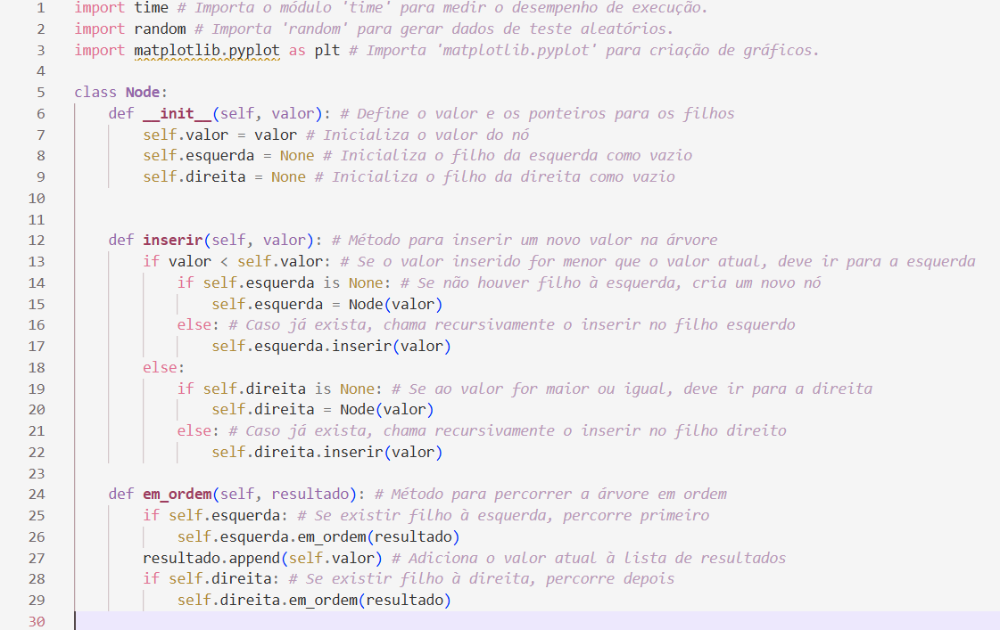 1 import time # Importa o módulo 'time' para medir o desempenho de execução.
2 import random # Importa 'random' para gerar dados de teste aleatórios.
3 import matplotlib.pyplot as plt # Importa 'matplotlib.pyplot' para criação de gráficos.
4
5 class Node:
6     def __init__(self, valor): # Define o valor e os ponteiros para os filhos
7         self.valor = valor # Inicializa o valor do nó
8         self.esquerda = None # Inicializa o filho da esquerda como vazio
9         self.direita = None # Inicializa o filho da direita como vazio
10
11
12     def inserir(self, valor): # Método para inserir um novo valor na árvore
13         if valor < self.valor: # Se o valor inserido for menor que o valor atual, deve ir para a esquerda
14             if self.esquerda is None: # Se não houver filho à esquerda, cria um novo nó
15                 self.esquerda = Node(valor)
16             else: # Caso já exista, chama recursivamente o inserir no filho esquerdo
17                 self.esquerda.inserir(valor)
18         else:
19             if self.direita is None: # Se ao valor for maior ou igual, deve ir para a direita
20                 self.direita = Node(valor)
21             else: # Caso já exista, chama recursivamente o inserir no filho direito
22                 self.direita.inserir(valor)
23
24     def em_ordem(self, resultado): # Método para percorrer a árvore em ordem
25         if self.esquerda: # Se existir filho à esquerda, percorre primeiro
26             self.esquerda.em_ordem(resultado)
27         resultado.append(self.valor) # Adiciona o valor atual à lista de resultados
28         if self.direita: # Se existir filho à direita, percorre depois
29             self.direita.em_ordem(resultado)
30